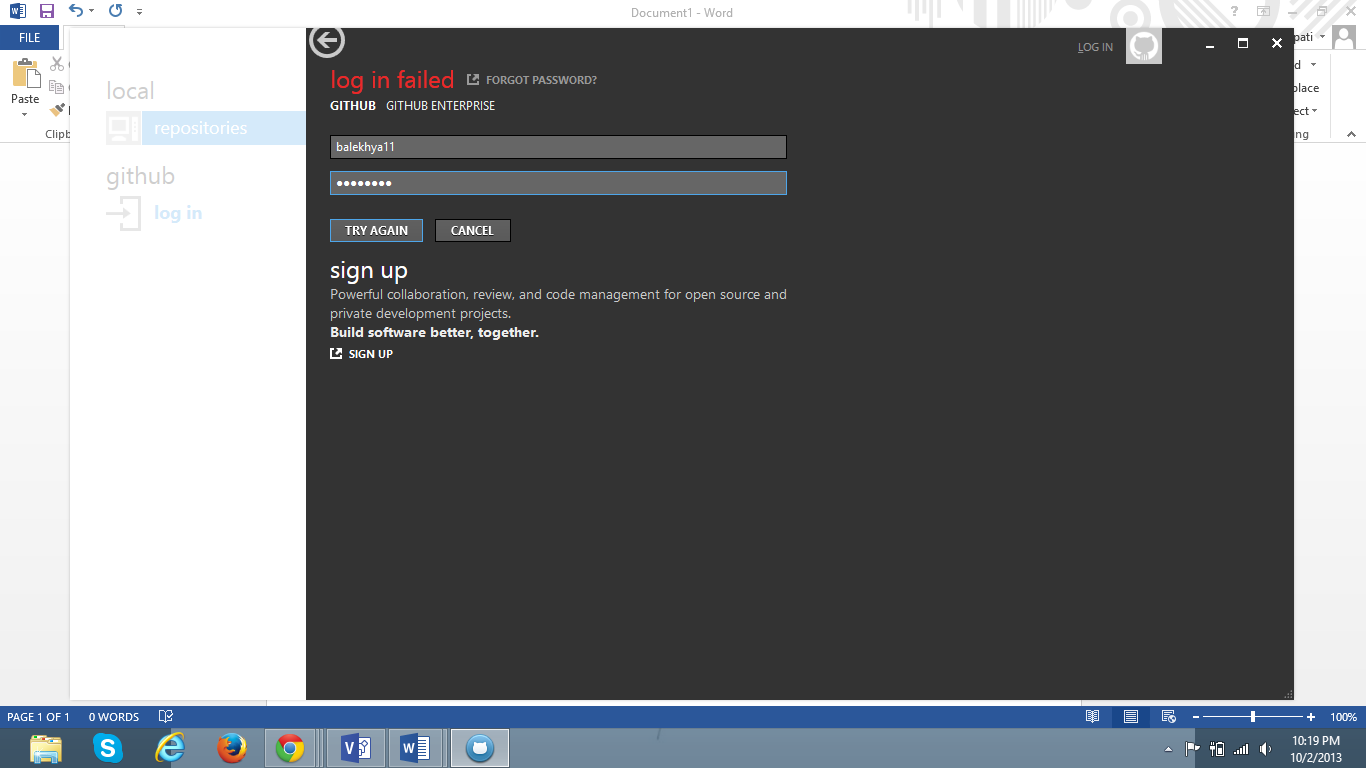 Document1 - Word
FILE
pati
LOG IN
Paste
Clipb
place
ect
ng
local
repositories
github
log in
log in failed
FORGOT PASSWORD?
GITHUB
GITHUB ENTERPRISE
balekhya11
TRY AGAIN
CANCEL
sign up
Powerful collaboration, review, and code management for open source and
private development projects.
Build software better, together.
SIGN UP
PAGE 1 OF 1
0 WORDS
100%
10:19 PM
10/2/2013